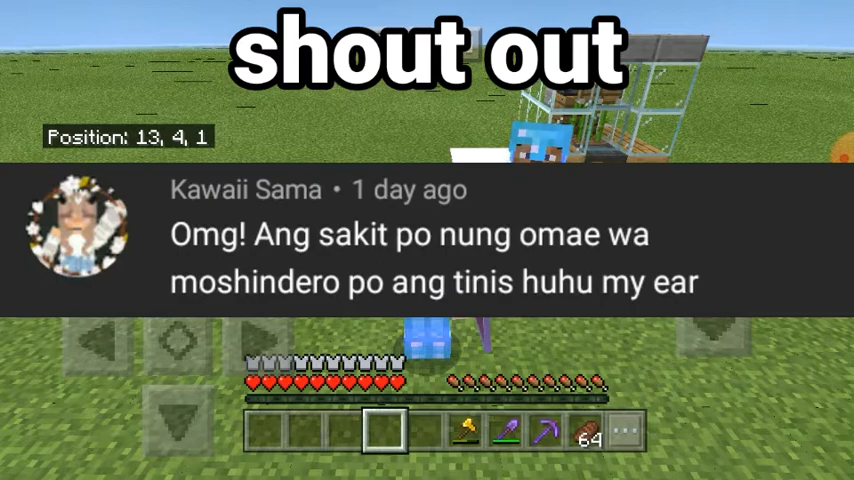 shout out
Position: 13, 4, 1
Kawaii Sama • 1 day ago
Omg! Ang sakit po nung omae wa
moshindero po ang tinis huhu my ear
64